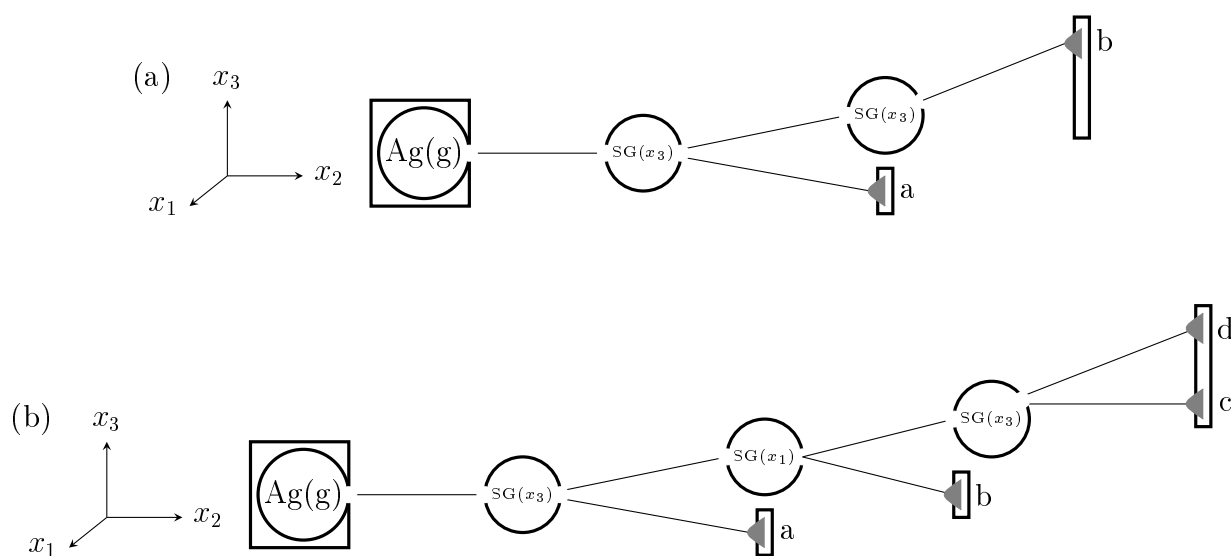 (a)
x₃
x₂
x₁
Ag(g)
SG(x₃)
SG(x₃)
b
a
(b)
x₃
x₂
x₁
Ag(g)
SG(x₃)
SG(x₁)
SG(x₃)
d
c
b
a